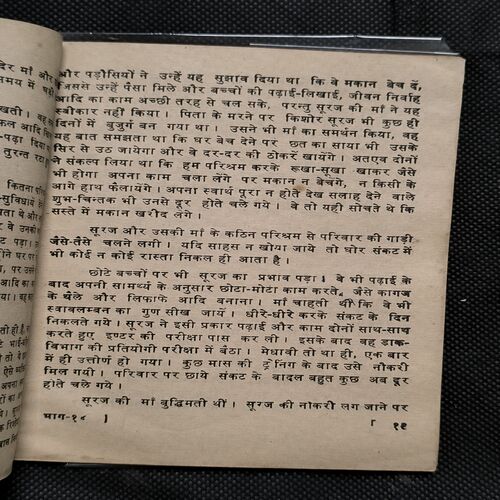 और पड़ौसियों ने उन्हें यह सुझाव दिया था कि वे मकान बेच दें,
जिससे उन्हें पैसा मिले और बच्चों की पढ़ाई-लिखाई, जीवन निर्वाह
आदि का काम अच्छी तरह से चल सके, परन्तु सूरज की माँ ने यह
स्वीकार नहीं किया। पिता के मरने पर किशोर सूरज भी कुछ ही
दिनों में बुजुर्ग बन गया था। उसने भी माँ का समर्थन किया, वह
यह बात समझता था कि घर बेच देने पर छत का साया भी उसके
सिर से उठ जायेगा और वे दर-दर की ठोकरें खायेंगे। अतएव दोनों
ने संकल्प लिया था कि हम परिश्रम करके रूखा-सूखा खाकर जैसे
भी होगा अपना काम चला लेंगे पर मकान न बेचेंगे, न किसी के
आगे हाथ फैलायेंगे। अपना स्वार्थ पूरा न होते देख सलाह देने वाले
शुभ-चिन्तक भी उनसे दूर होते चले गये। वे तो यही सोचते थे कि
सस्ते में मकान खरीद लेंगे।
सूरज और उसकी माँ के कठिन परिश्रम से परिवार की गाड़ी
जैसे-तैसे चलने लगी। यदि साहस न खोया जाये तो घोर संकट में
भी कोई न कोई रास्ता निकल ही आता है।
छोटे बच्चों पर भी सूरज का प्रभाव पड़ा। वे भी पढ़ाई के
बाद अपनी सामर्थ्य के अनुसार छोटा-मोटा काम करते, जैसे कागज
के थैले और लिफाफे आदि बनाना। माँ चाहती थीं कि वे भी
स्वावलम्बन का गुण सीख जायें। धीरे-धीरे करके संकट के दिन
निकलते गये। सूरज ने इसी प्रकार पढ़ाई और काम दोनों साथ-साथ
करते हुए इण्टर की परीक्षा पास कर ली। इसके बाद वह डाक-
विभाग की प्रतियोगी परीक्षा में बैठा। मेधावी तो था ही, एक बार
में ही उत्तीर्ण हो गया। कुछ मास की ट्रेनिंग के बाद उसे नौकरी
मिल गयी। परिवार पर छाये संकट के बादल बहुत कुछ अब दूर
होते चले गये।
सूरज की माँ बुद्धिमती थीं। सूरज की नौकरी लग जाने पर
भाग-१८ ] [ १६